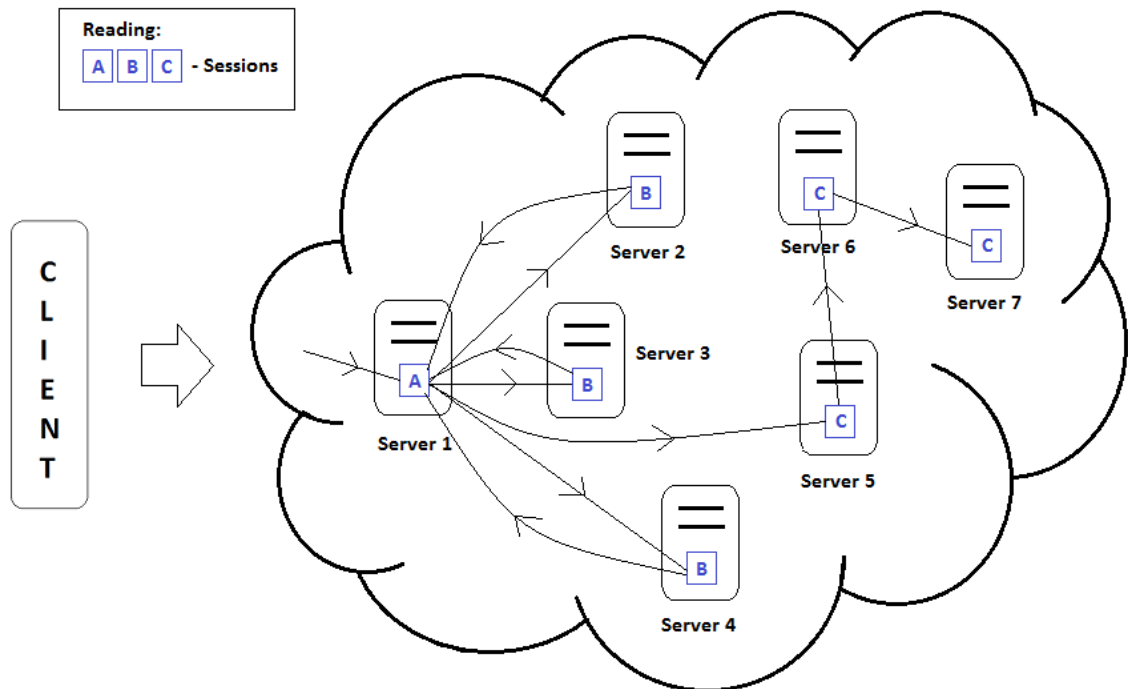 Reading:
A B C - Sessions
C
L
I
E
N
T
A
Server 1
B
Server 2
B
Server 3
B
Server 4
C
Server 5
C
Server 6
C
Server 7